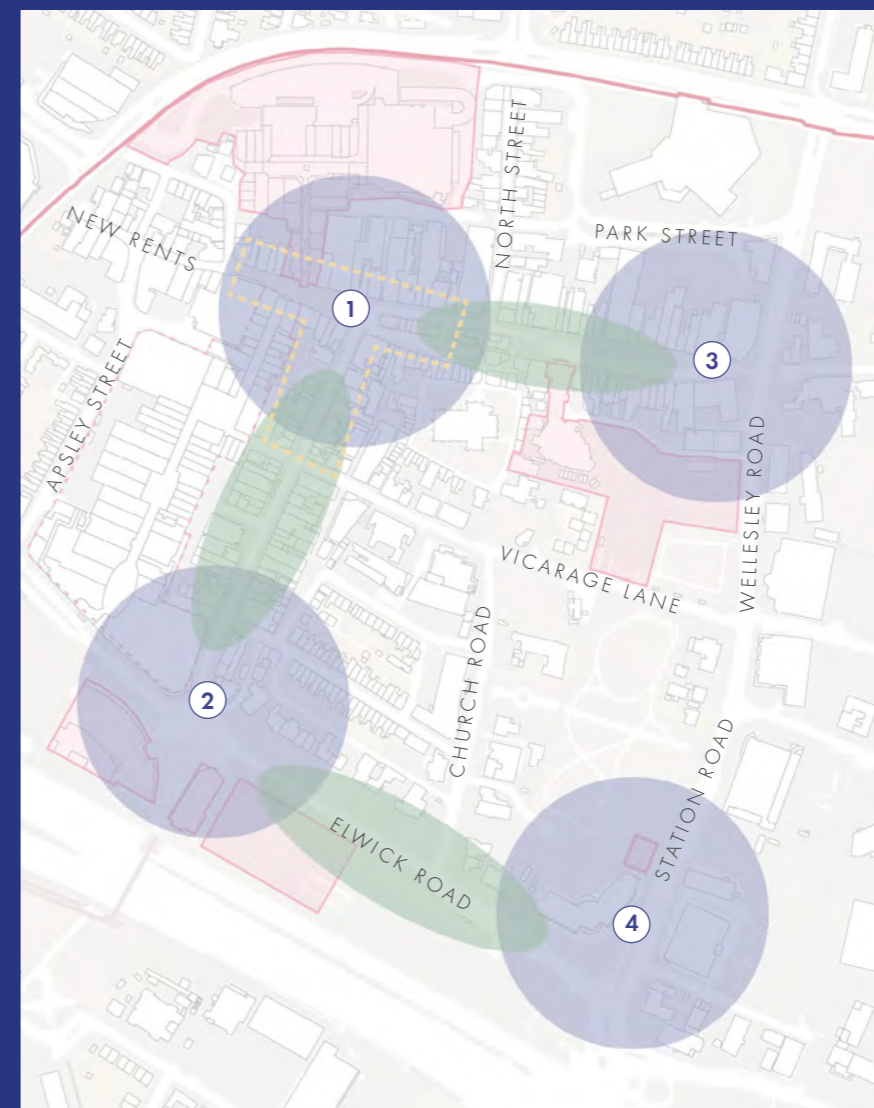 NORTH STREET
NEW RENTS
PARK STREET
1
3
APSLEY STREET
WELLESLEY ROAD
VICARAGE LANE
CHURCH ROAD
2
STATION ROAD
ELWICK ROAD
4